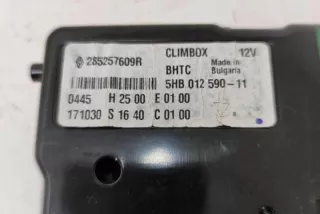 285257609R CLIMBOX 12V
BHTC Made in
Bulgaria
5HB 012 590-11
0445 H 25 00 E 01 00
171030 S 16 40 C 01 00